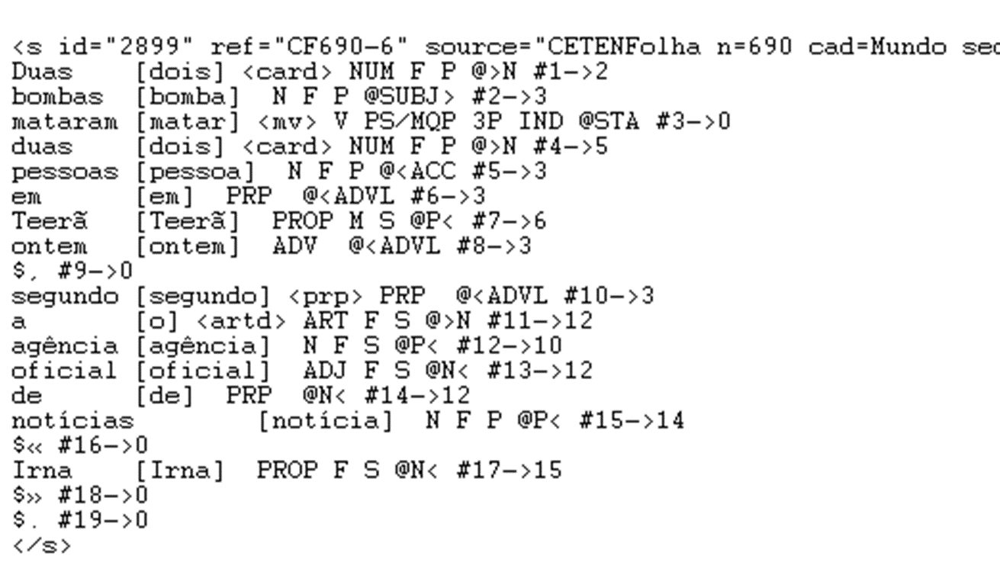 <s id="2899" ref="CF690-6" source="CETENFolha n=690 cad=Mundo sec
Duas [dois] <card> NUM F P @>N #1->2
bombas [bomba] N F P @SUBJ> #2->3
mataram [matar] <mv> V PS/MQP 3P IND @STA #3->0
duas [dois] <card> NUM F P @>N #4->5
pessoas [pessoa] N F P @<ACC #5->3
em [em] PRP @<ADVL #6->3
Teerã [Teerã] PROP M S @P< #7->6
ontem [ontem] ADV @<ADVL #8->3
$, #9->0
segundo [segundo] <prp> PRP @<ADVL #10->3
a [o] <artd> ART F S @>N #11->12
agência [agência] N F S @P< #12->10
oficial [oficial] ADJ F S @N< #13->12
de [de] PRP @N< #14->12
notícias [notícia] N F P @P< #15->14
$« #16->0
Irna [Irna] PROP F S @N< #17->15
$» #18->0
$. #19->0
</s>